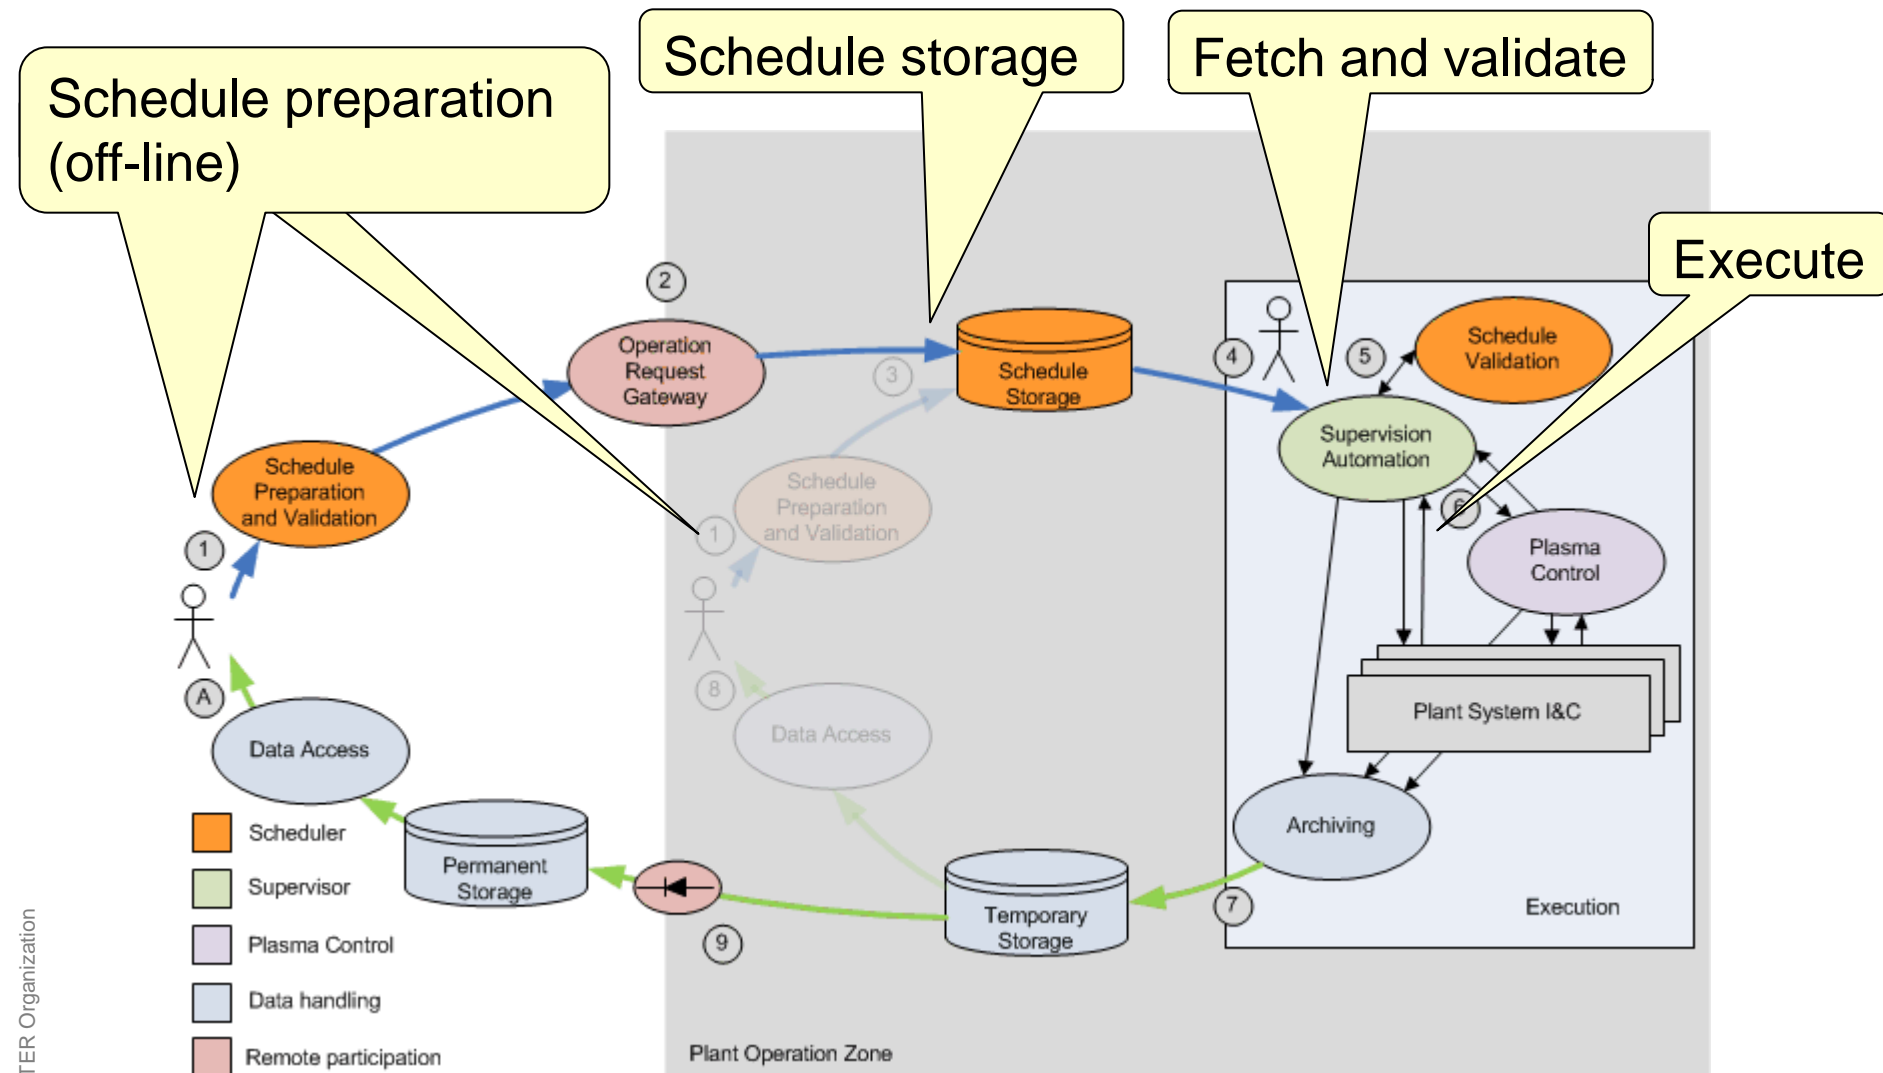 Schedule preparation
(off-line)
Schedule storage
Fetch and validate
Execute
2
Operation
Request
Gateway
3
Schedule
Storage
4
5
Schedule
Validation
Supervision
Automation
6
Plasma
Control
Schedule
Preparation
and Validation
1
Schedule
Preparation
and Validation
1
A
Data Access
8
Data Access
Plant System I&C
Archiving
Execution
7
Temporary
Storage
9
Permanent
Storage
Scheduler
Supervisor
Plasma Control
Data handling
Remote participation
Plant Operation Zone
TER Organization